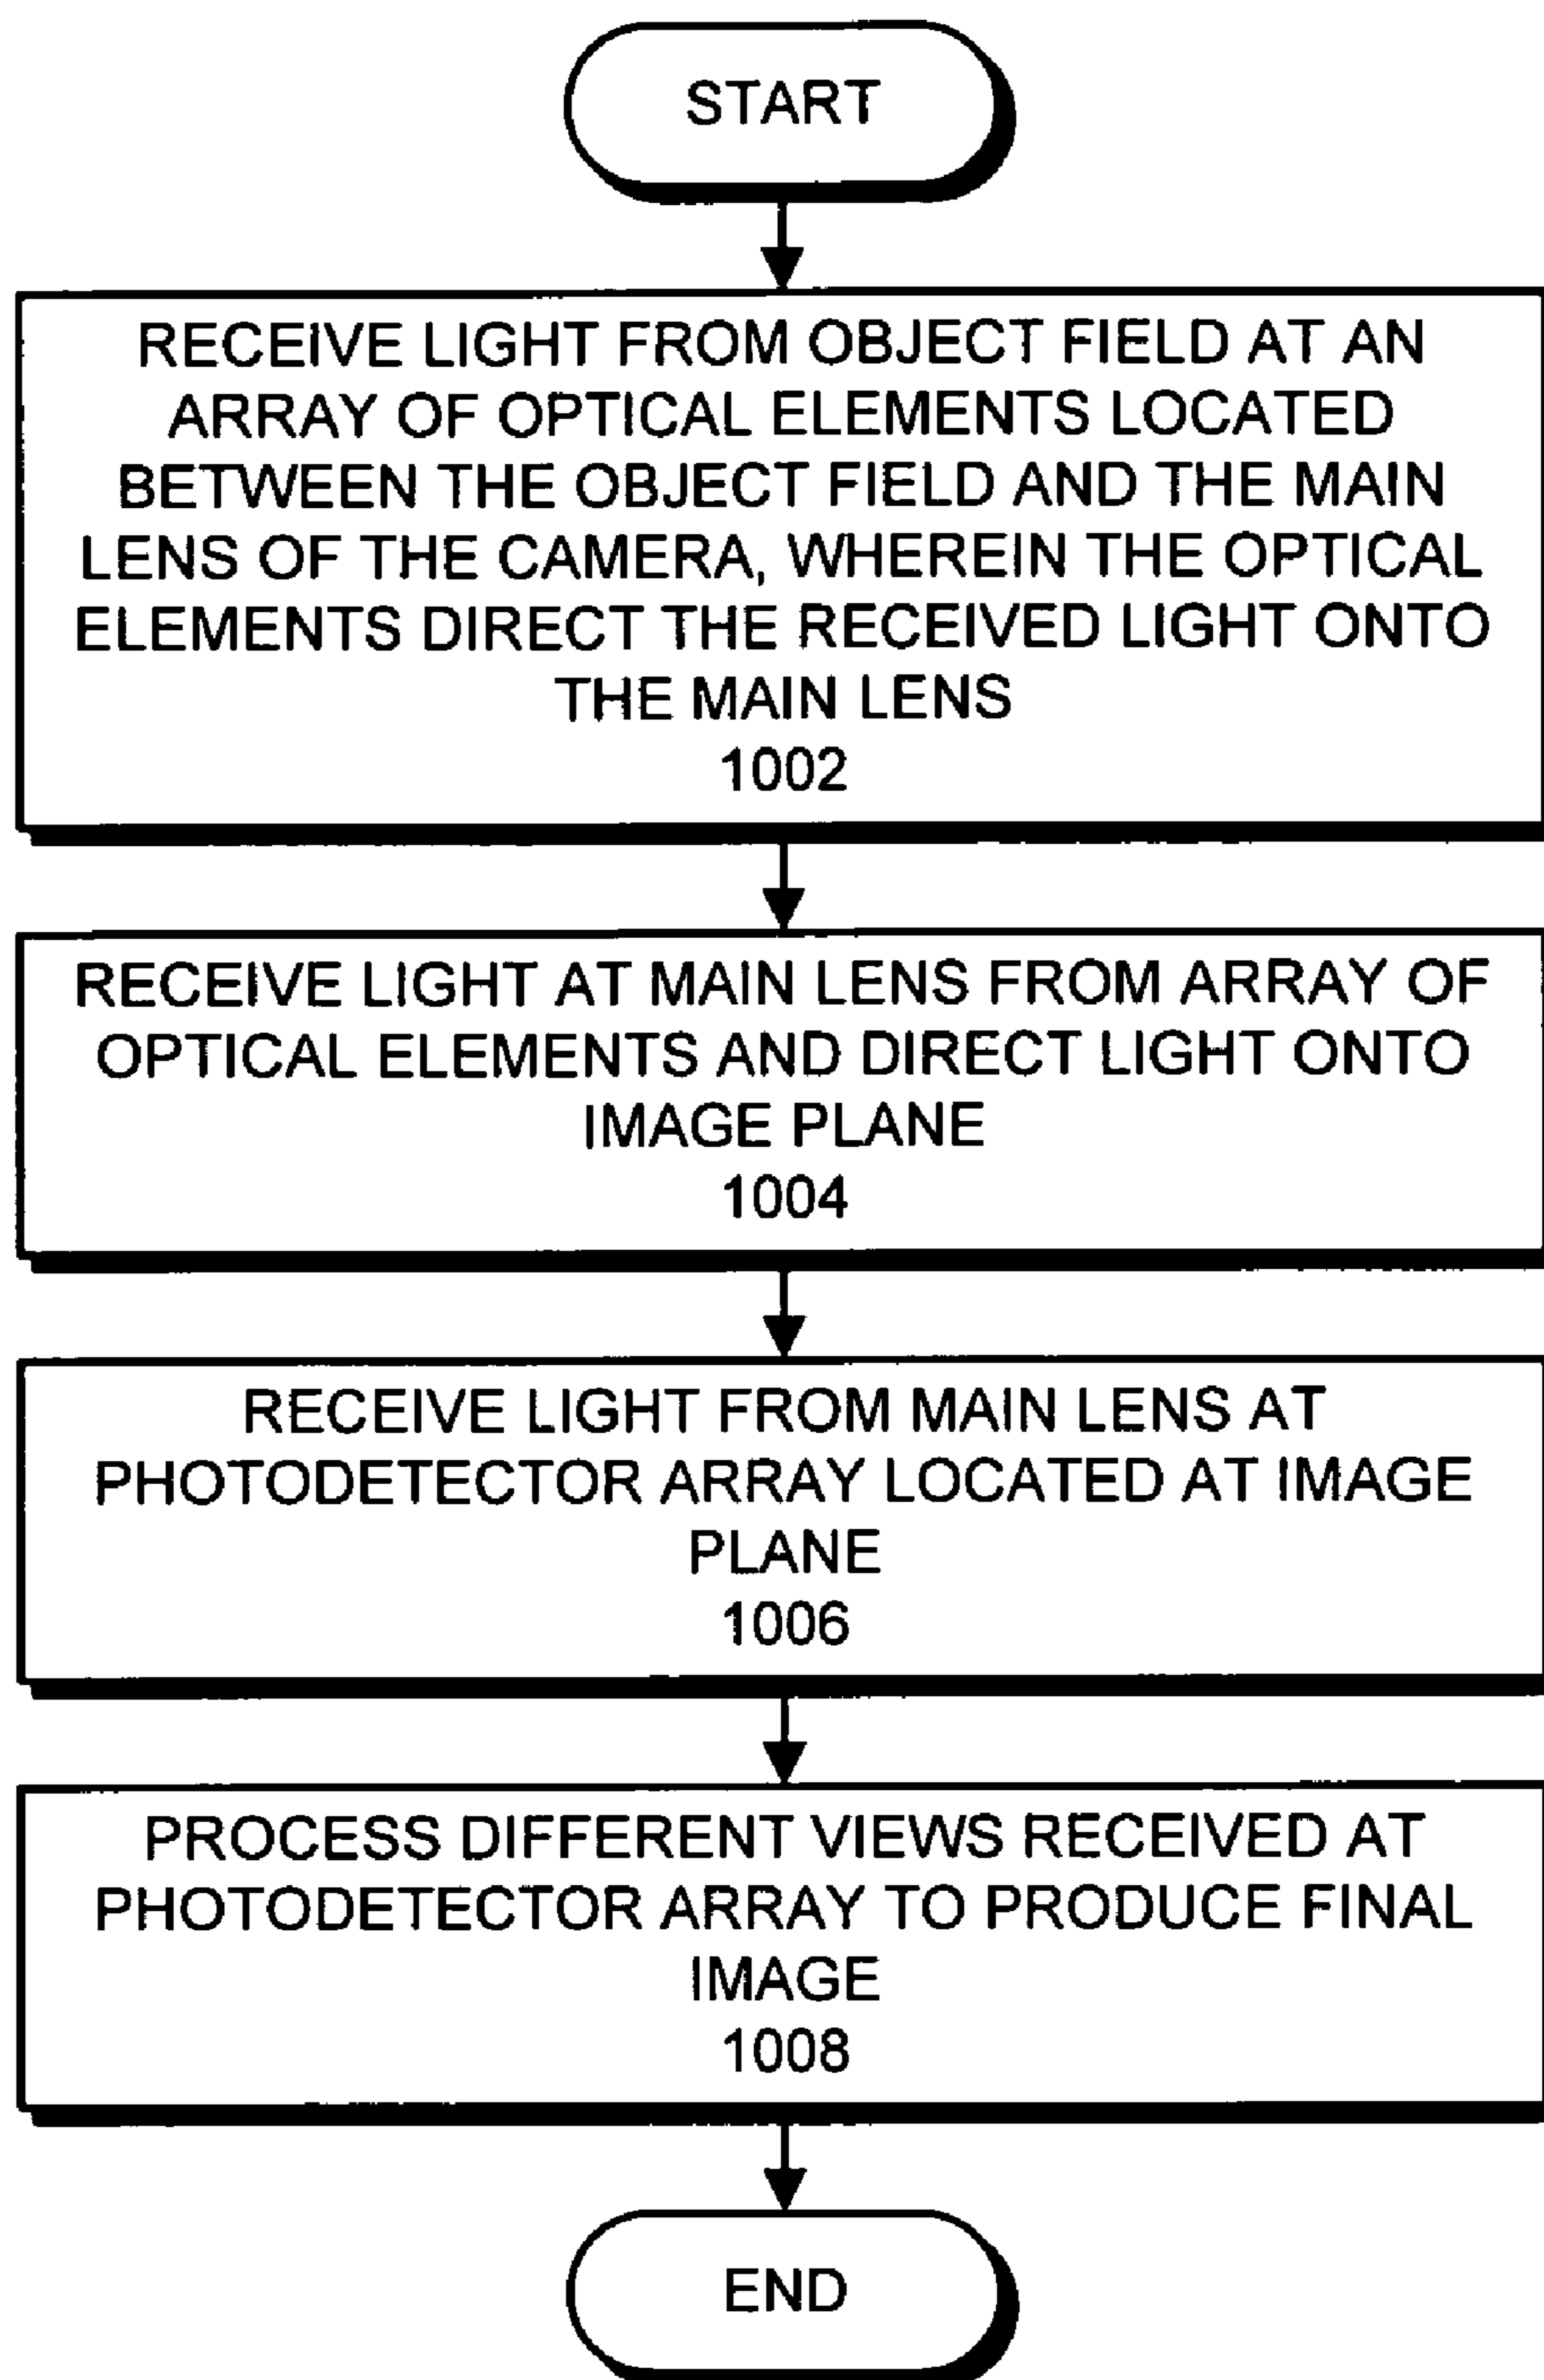 START
RECEIVE LIGHT FROM OBJECT FIELD AT AN
ARRAY OF OPTICAL ELEMENTS LOCATED
BETWEEN THE OBJECT FIELD AND THE MAIN
LENS OF THE CAMERA, WHEREIN THE OPTICAL
ELEMENTS DIRECT THE RECEIVED LIGHT ONTO
THE MAIN LENS
1002
RECEIVE LIGHT AT MAIN LENS FROM ARRAY OF
OPTICAL ELEMENTS AND DIRECT LIGHT ONTO
IMAGE PLANE
1004
RECEIVE LIGHT FROM MAIN LENS AT
PHOTODETECTOR ARRAY LOCATED AT IMAGE
PLANE
1006
PROCESS DIFFERENT VIEWS RECEIVED AT
PHOTODETECTOR ARRAY TO PRODUCE FINAL
IMAGE
1008
END